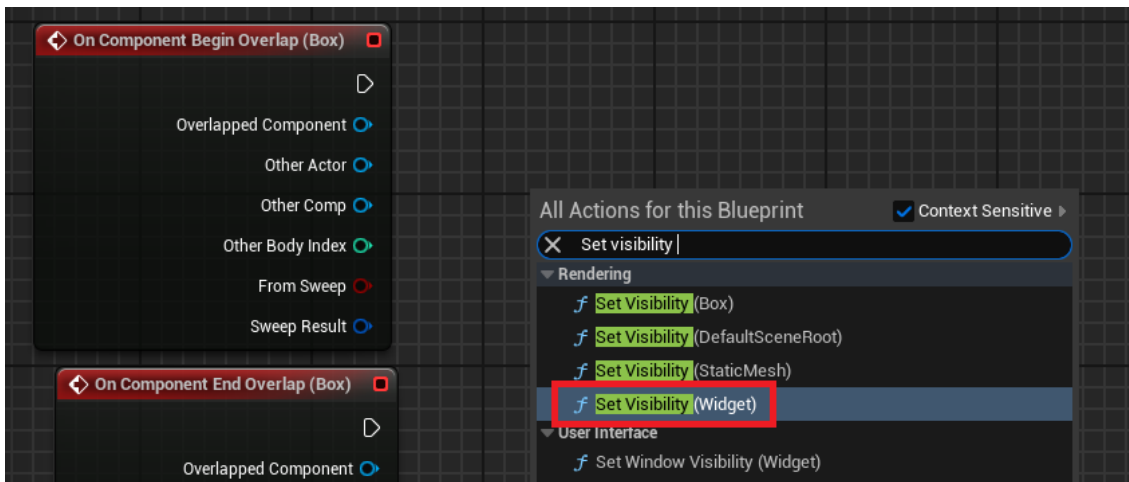 On Component Begin Overlap (Box)
Overlapped Component
Other Actor
Other Comp
Other Body Index
From Sweep
Sweep Result
On Component End Overlap (Box)
Overlapped Component
All Actions for this Blueprint
Context Sensitive
Set visibility
Rendering
f Set Visibility (Box)
f Set Visibility (DefaultSceneRoot)
f Set Visibility (StaticMesh)
f Set Visibility (Widget)
User Interface
f Set Window Visibility (Widget)